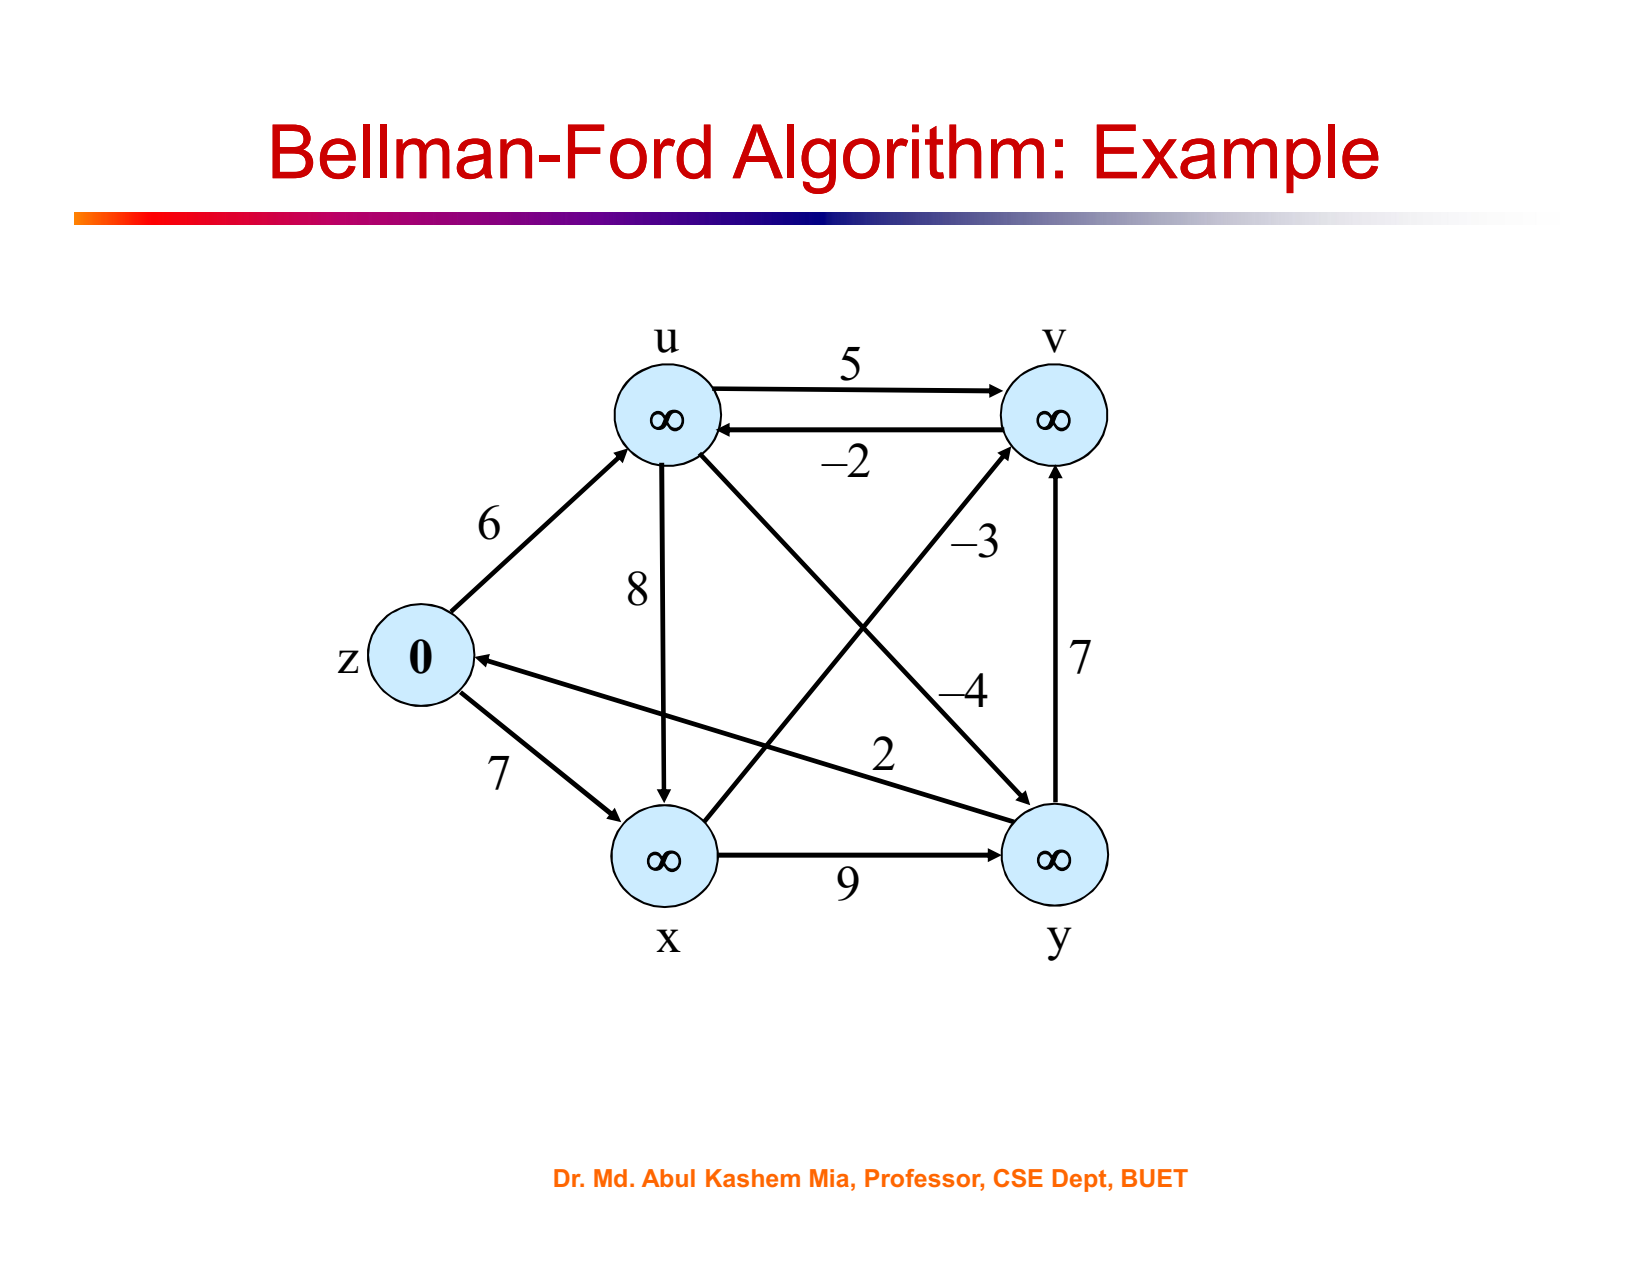 Bellman-Ford Algorithm: Example
u
v
5
∞
∞
–2
6
–3
8
z
0
7
–4
2
7
∞
∞
9
x
y
Dr. Md. Abul Kashem Mia, Professor, CSE Dept, BUET